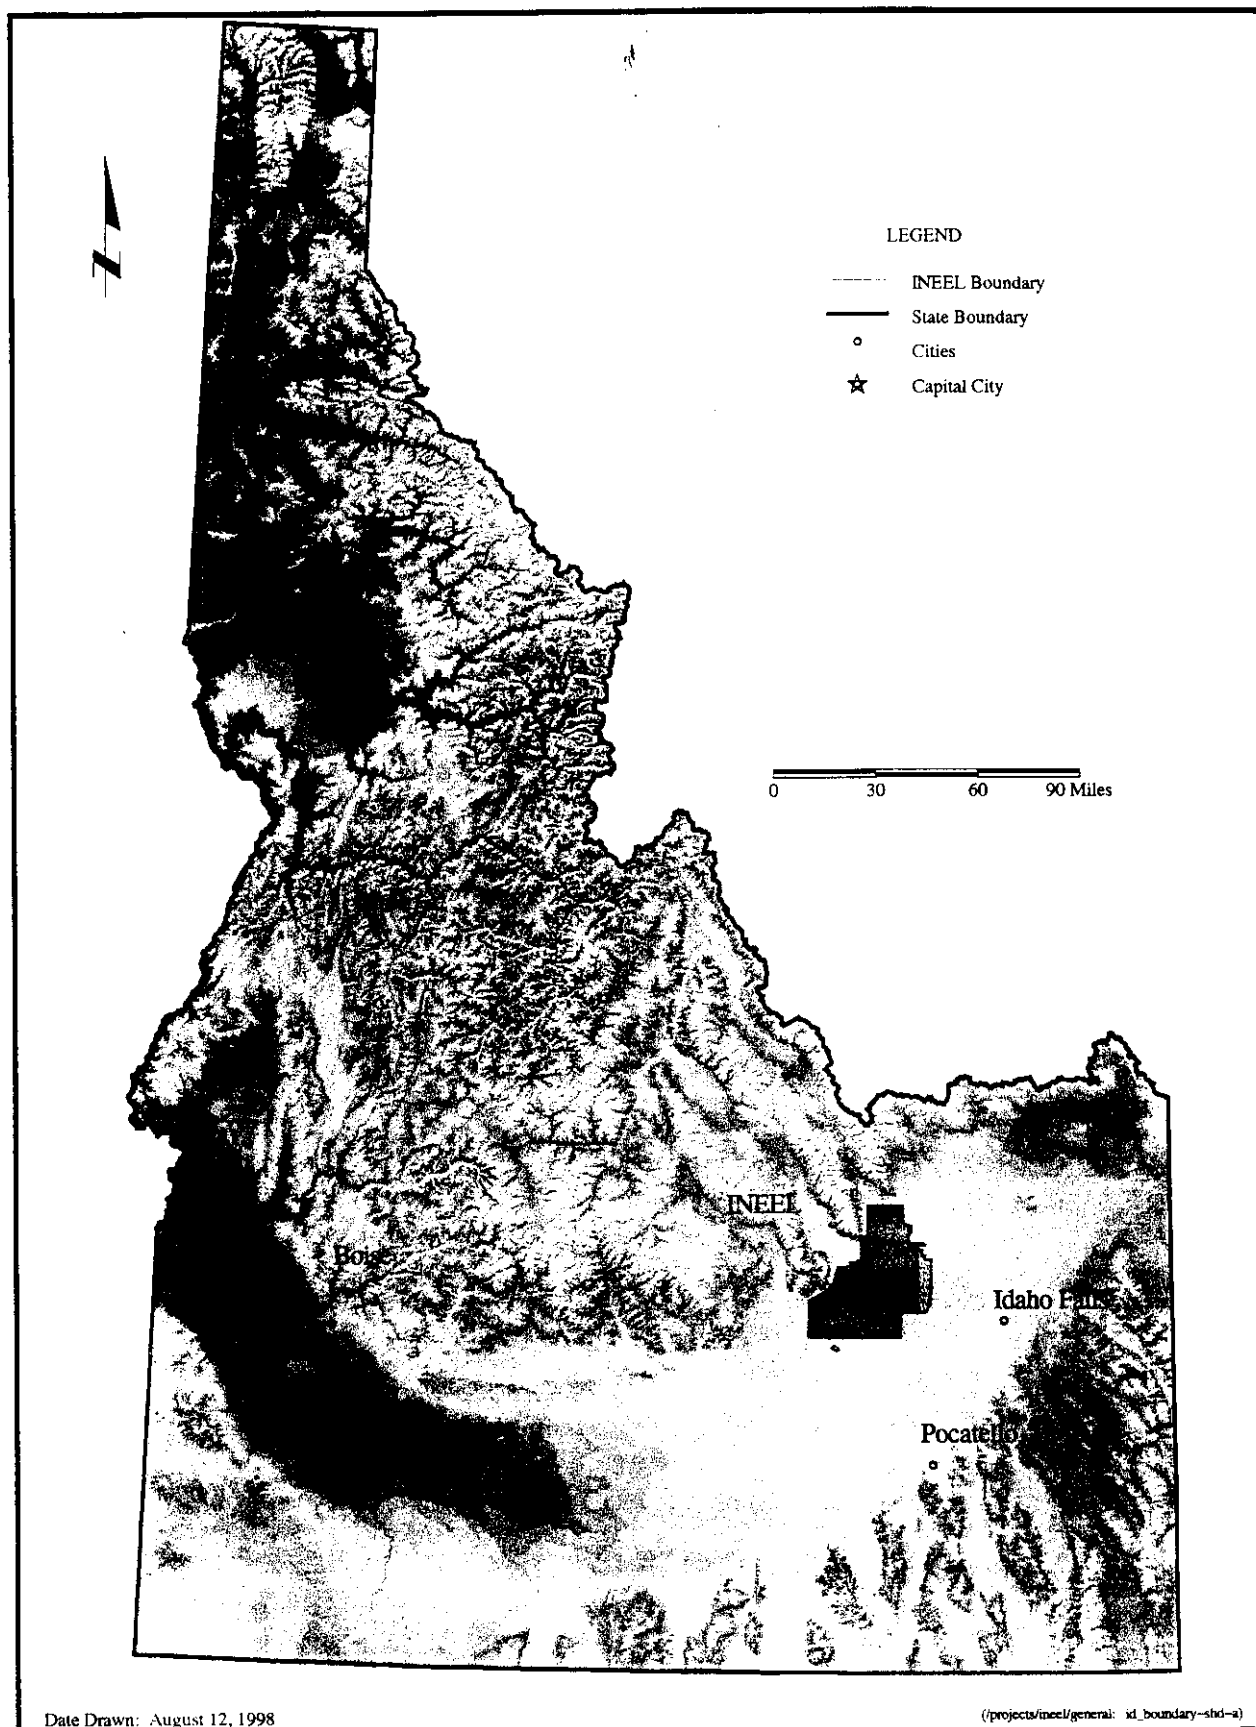 LEGEND
INEEL Boundary
State Boundary
Cities
Capital City
0 30 60 90 Miles
INEEL
Boise
Idaho Falls
Pocatello
Date Drawn: August 12, 1998
(/projects/ineel/general: id_boundary-shd-a)